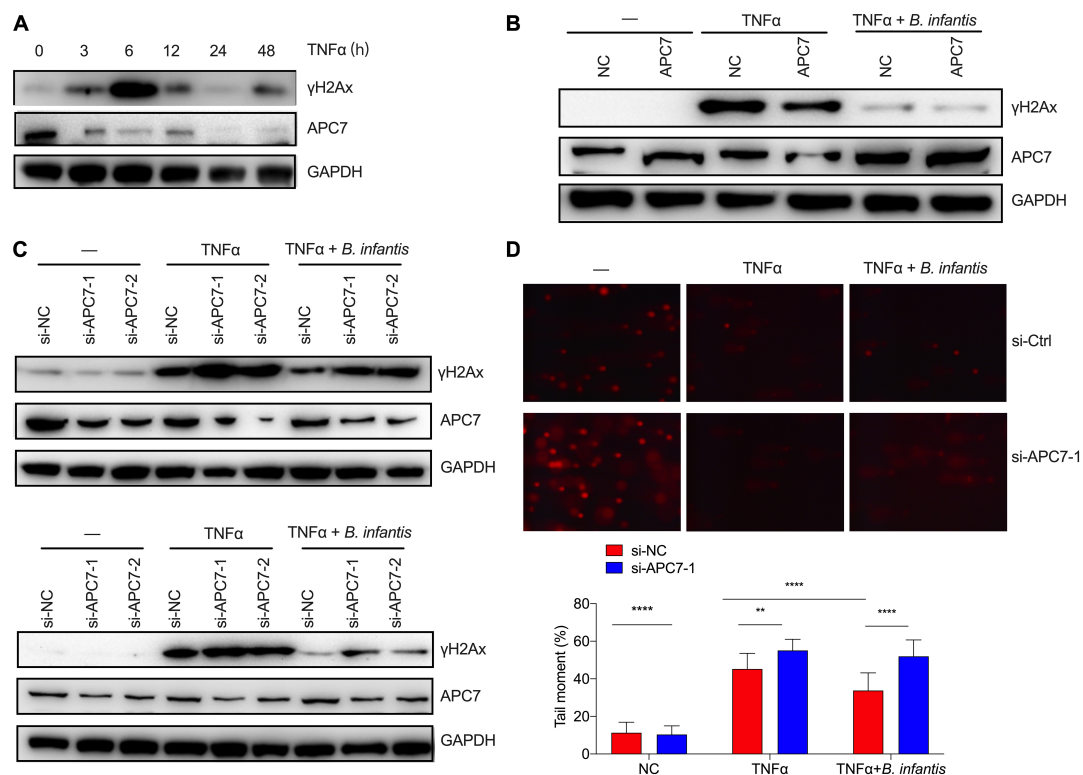 A
0 3 6 12 24 48 TNFα (h)
γH2Ax
APC7
GAPDH
B
— TNFα TNFα + B. infantis
NC APC7 NC APC7 NC APC7
γH2Ax
APC7
GAPDH
C
— TNFα TNFα + B. infantis
si-NC si-APC7-1 si-APC7-2 si-NC si-APC7-1 si-APC7-2 si-NC si-APC7-1 si-APC7-2
γH2Ax
APC7
GAPDH
— TNFα TNFα + B. infantis
si-NC si-APC7-1 si-APC7-2 si-NC si-APC7-1 si-APC7-2 si-NC si-APC7-1 si-APC7-2
γH2Ax
APC7
GAPDH
D
— TNFα TNFα + B. infantis
si-Ctrl
si-APC7-1
si-NC
si-APC7-1
Tail moment (%)
80
60
40
20
0
**** ** **** ****
NC TNFα TNFα+B. infantis